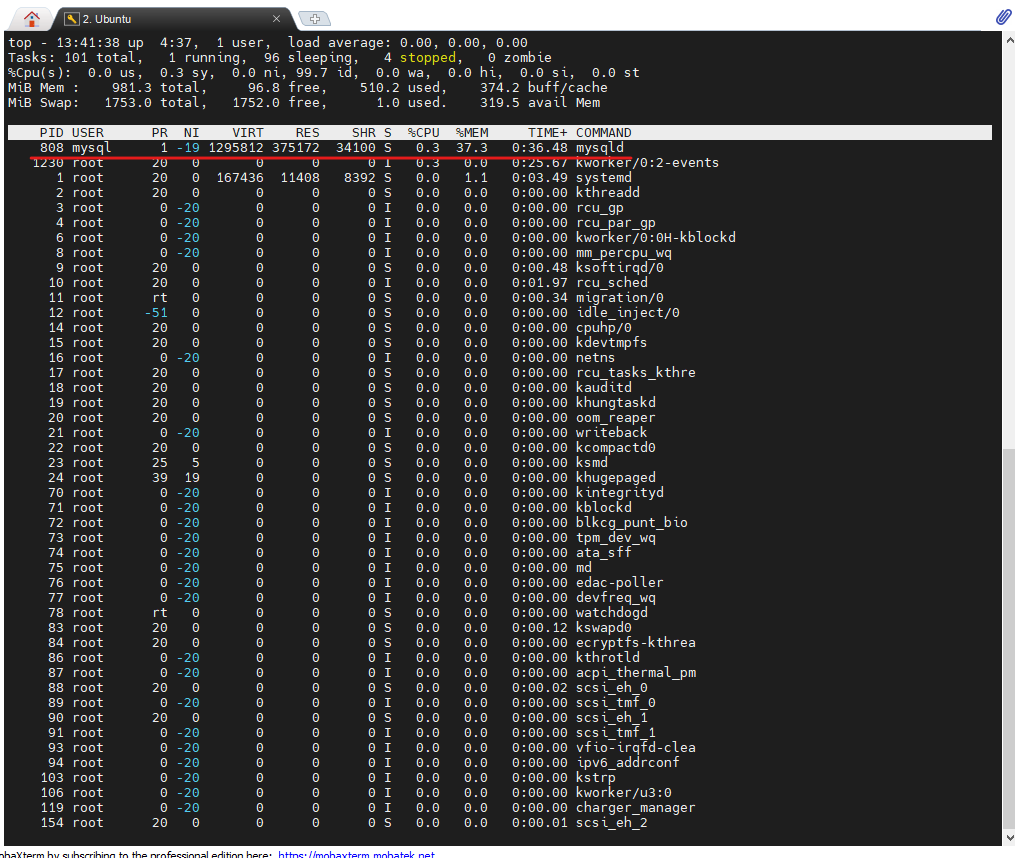 2. Ubuntu
top - 13:41:38 up  4:37,  1 user,  load average: 0.00, 0.00, 0.00
Tasks: 101 total,   1 running,  96 sleeping,   4 stopped,   0 zombie
%Cpu(s):  0.0 us,  0.3 sy,  0.0 ni, 99.7 id,  0.0 wa,  0.0 hi,  0.0 si,  0.0 st
MiB Mem :    981.3 total,     96.8 free,    510.2 used,    374.2 buff/cache
MiB Swap:   1753.0 total,   1752.0 free,      1.0 used.    319.5 avail Mem
PID USER      PR  NI    VIRT    RES    SHR S  %CPU  %MEM     TIME+ COMMAND
808 mysql      1 -19 1295812 375172  34100 S   0.3  37.3   0:36.48 mysqld
1230 root      20   0       0      0      0 I   0.3   0.0   0:25.67 kworker/0:2-events
1 root      20   0  167436  11408   8392 S   0.0   1.1   0:03.49 systemd
2 root      20   0       0      0      0 S   0.0   0.0   0:00.00 kthreadd
3 root       0 -20       0      0      0 I   0.0   0.0   0:00.00 rcu_gp
4 root       0 -20       0      0      0 I   0.0   0.0   0:00.00 rcu_par_gp
6 root       0 -20       0      0      0 I   0.0   0.0   0:00.00 kworker/0:0H-kblockd
8 root       0 -20       0      0      0 I   0.0   0.0   0:00.00 mm_percpu_wq
9 root      20   0       0      0      0 S   0.0   0.0   0:00.48 ksoftirqd/0
10 root      20   0       0      0      0 I   0.0   0.0   0:01.97 rcu_sched
11 root      rt   0       0      0      0 S   0.0   0.0   0:00.34 migration/0
12 root     -51   0       0      0      0 S   0.0   0.0   0:00.00 idle_inject/0
14 root      20   0       0      0      0 S   0.0   0.0   0:00.00 cpuhp/0
15 root      20   0       0      0      0 S   0.0   0.0   0:00.00 kdevtmpfs
16 root       0 -20       0      0      0 I   0.0   0.0   0:00.00 netns
17 root      20   0       0      0      0 S   0.0   0.0   0:00.00 rcu_tasks_kthre
18 root      20   0       0      0      0 S   0.0   0.0   0:00.00 kauditd
19 root      20   0       0      0      0 S   0.0   0.0   0:00.00 khungtaskd
20 root      20   0       0      0      0 S   0.0   0.0   0:00.00 oom_reaper
21 root       0 -20       0      0      0 I   0.0   0.0   0:00.00 writeback
22 root      20   0       0      0      0 S   0.0   0.0   0:00.00 kcompactd0
23 root      25   5       0      0      0 S   0.0   0.0   0:00.00 ksmd
24 root      39  19       0      0      0 S   0.0   0.0   0:00.00 khugepaged
70 root       0 -20       0      0      0 I   0.0   0.0   0:00.00 kintegrityd
71 root       0 -20       0      0      0 I   0.0   0.0   0:00.00 kblockd
72 root       0 -20       0      0      0 I   0.0   0.0   0:00.00 blkcg_punt_bio
73 root       0 -20       0      0      0 I   0.0   0.0   0:00.00 tpm_dev_wq
74 root       0 -20       0      0      0 I   0.0   0.0   0:00.00 ata_sff
75 root       0 -20       0      0      0 I   0.0   0.0   0:00.00 md
76 root       0 -20       0      0      0 I   0.0   0.0   0:00.00 edac-poller
77 root       0 -20       0      0      0 I   0.0   0.0   0:00.00 devfreq_wq
78 root      rt   0       0      0      0 S   0.0   0.0   0:00.00 watchdogd
83 root      20   0       0      0      0 S   0.0   0.0   0:00.12 kswapd0
84 root      20   0       0      0      0 S   0.0   0.0   0:00.00 ecryptfs-kthrea
86 root       0 -20       0      0      0 I   0.0   0.0   0:00.00 kthrotld
87 root       0 -20       0      0      0 I   0.0   0.0   0:00.00 acpi_thermal_pm
88 root      20   0       0      0      0 S   0.0   0.0   0:00.02 scsi_eh_0
89 root       0 -20       0      0      0 I   0.0   0.0   0:00.00 scsi_tmf_0
90 root      20   0       0      0      0 S   0.0   0.0   0:00.00 scsi_eh_1
91 root       0 -20       0      0      0 I   0.0   0.0   0:00.00 scsi_tmf_1
93 root       0 -20       0      0      0 I   0.0   0.0   0:00.00 vfio-irqfd-clea
94 root       0 -20       0      0      0 I   0.0   0.0   0:00.00 ipv6_addrconf
103 root       0 -20       0      0      0 I   0.0   0.0   0:00.00 kstrp
106 root       0 -20       0      0      0 I   0.0   0.0   0:00.00 kworker/u3:0
119 root       0 -20       0      0      0 I   0.0   0.0   0:00.00 charger_manager
154 root      20   0       0      0      0 S   0.0   0.0   0:00.01 scsi_eh_2
obaXterm by subscribing to the professional edition here: https://mobaxterm.mobatek.net